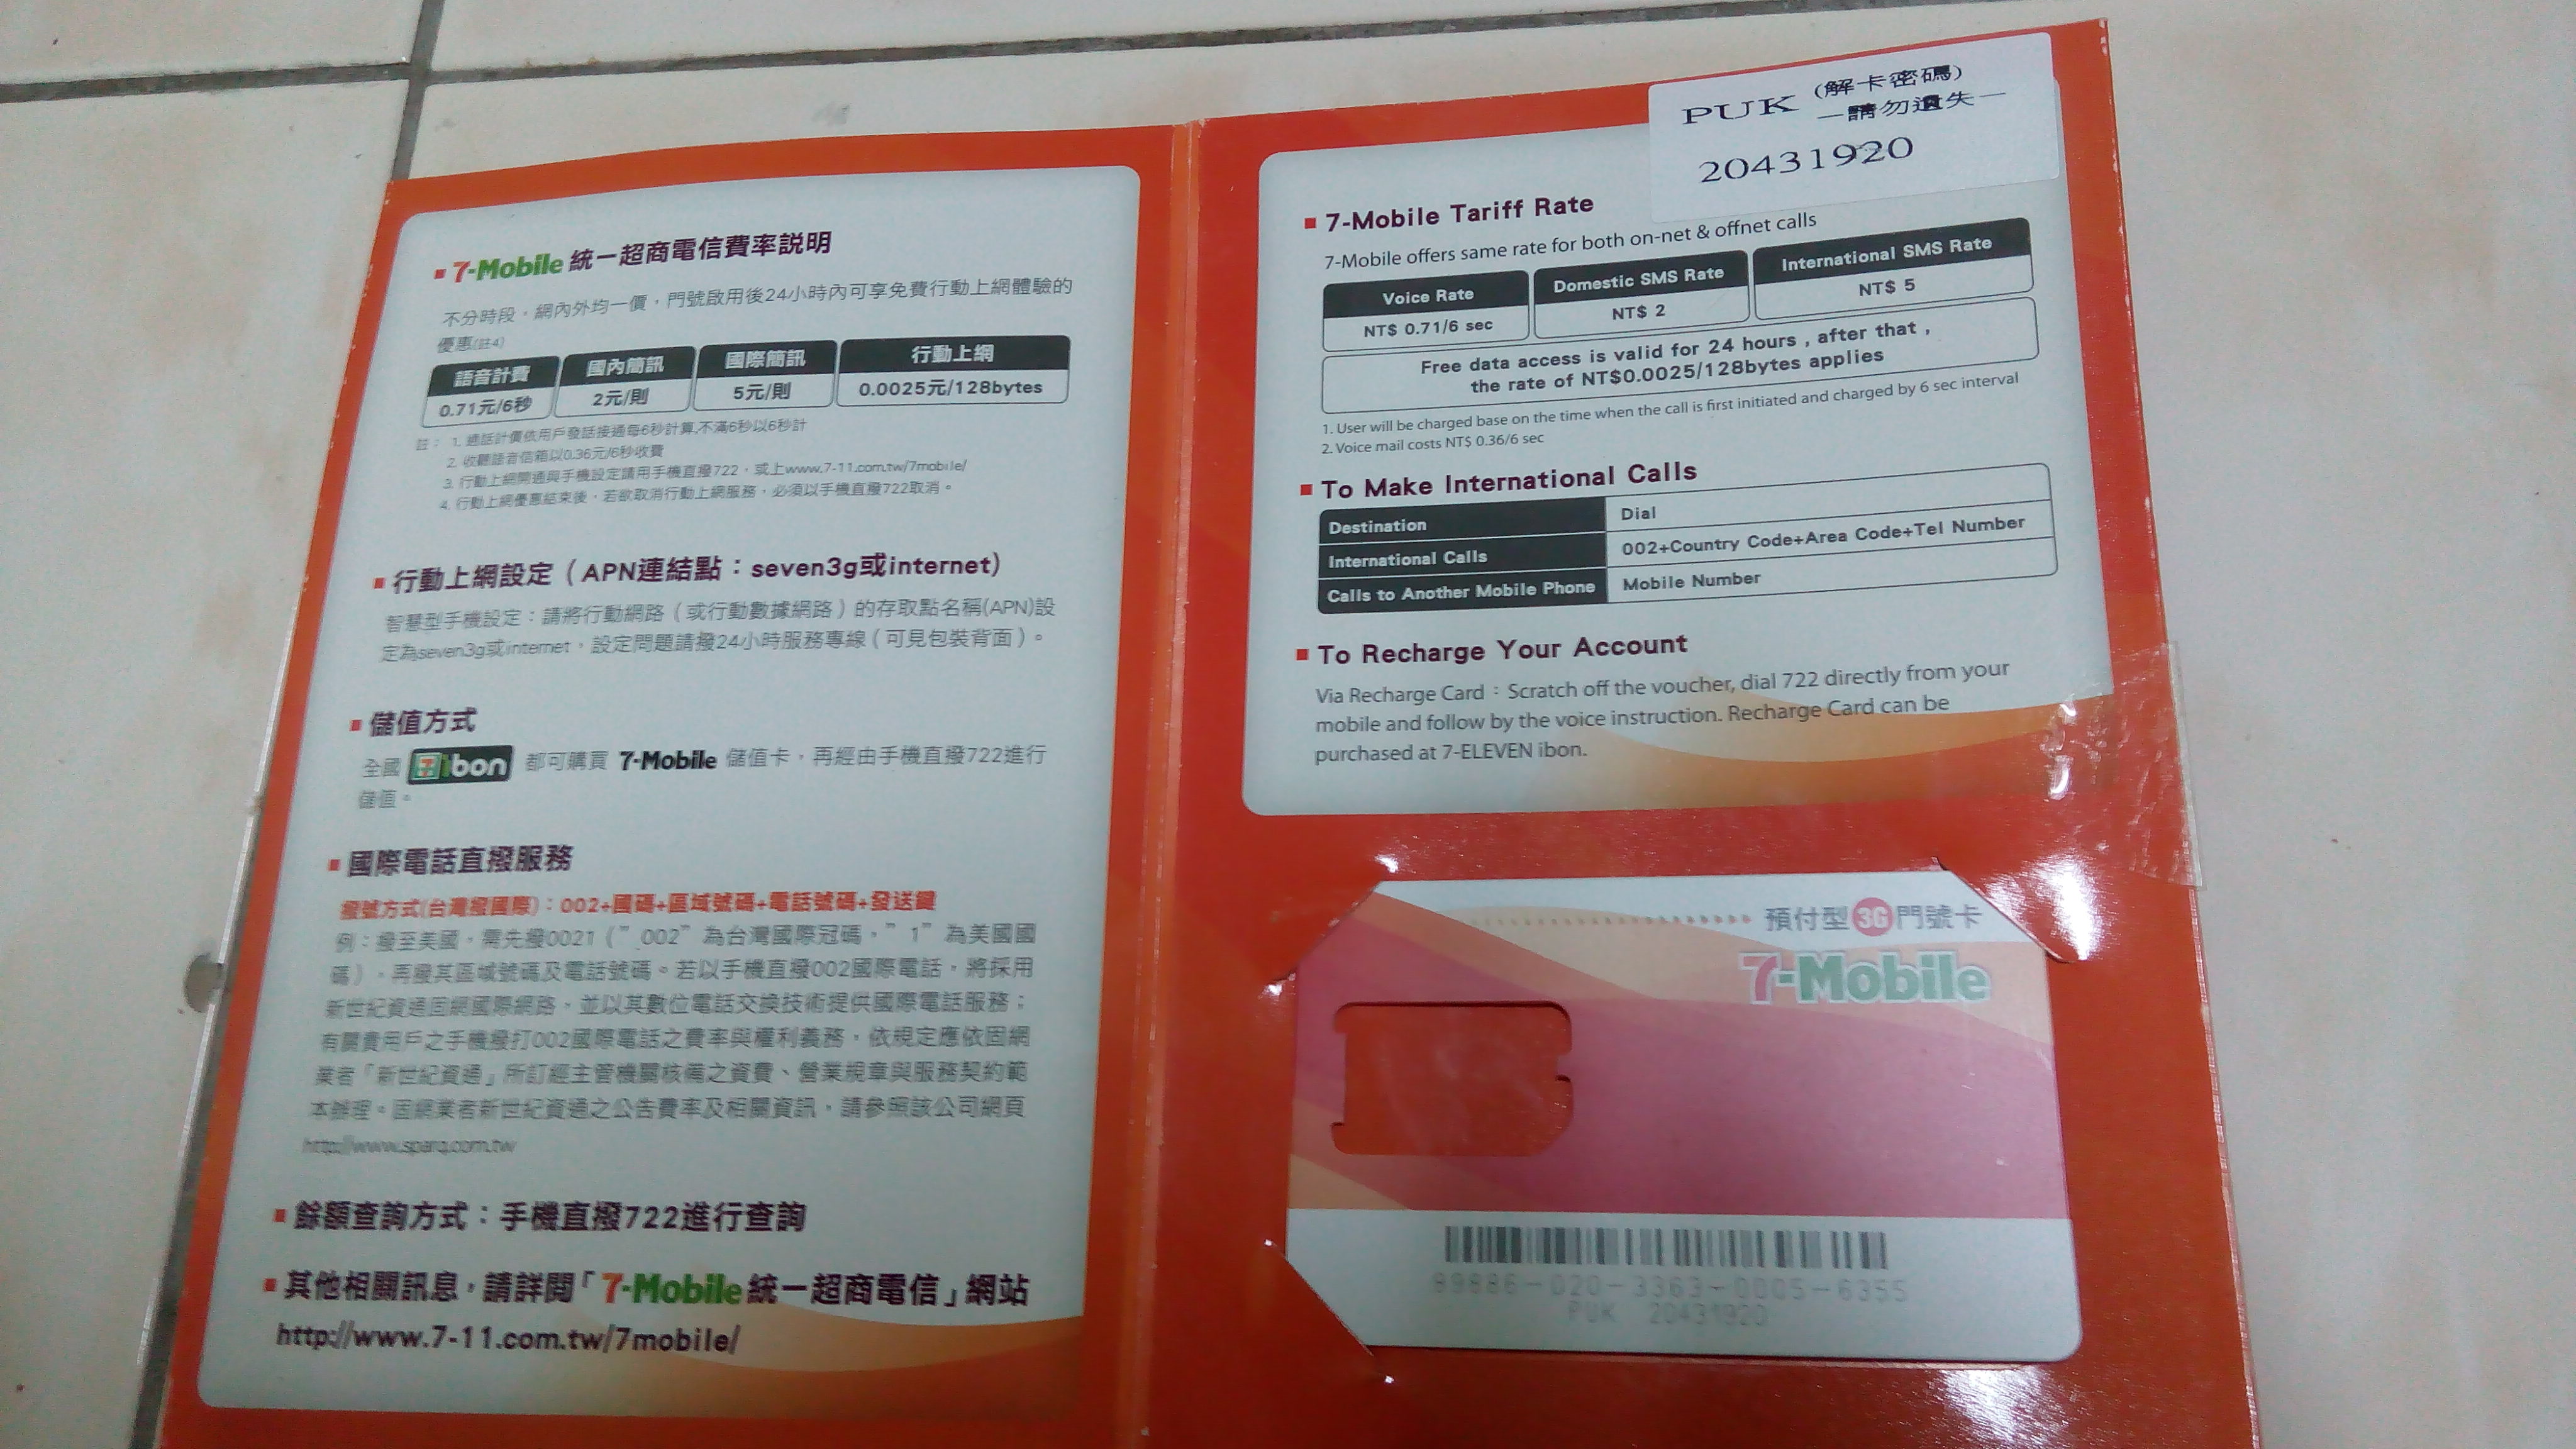 7-Mobile 統一超商電信費率說明
不分時段，網內外均一價，門號啟用後24小時內可享免費行動上網體驗的
優惠(註4)
語音計費 國內簡訊 國際簡訊 行動上網
0.71元/6秒 2元/則 5元/則 0.0025元/128bytes
註： 1. 通話計價依用戶發話接通每6秒計算,不滿6秒以6秒計
2. 收聽語音信箱以0.36元/6秒收費
3. 行動上網開通與手機設定請用手機直撥722，或上www.7-11.com.tw/7mobile/
4. 行動上網優惠結束後，若欲取消行動上網服務，必須以手機直撥722取消。
行動上網設定（APN連結點：seven3g或internet）
智慧型手機設定：請將行動網路（或行動數據網路）的存取點名稱(APN)設
定為seven3g或internet，設定問題請撥24小時服務專線（可見包裝背面）。
儲值方式
全國 ibon 都可購買 7-Mobile 儲值卡，再經由手機直撥722進行
儲值。
國際電話直撥服務
撥號方式(台灣撥國際)：002+國碼+區域號碼+電話號碼+發送鍵
例：撥至美國，需先撥0021（"002"為台灣國際冠碼，"1"為美國國
碼），再撥其區域號碼及電話號碼。若以手機直撥002國際電話，將採用
新世紀資通固網國際網路，並以其數位電話交換技術提供國際電話服務；
有關貴用戶之手機撥打002國際電話之費率與權利義務，依規定應依固網
業者「新世紀資通」所訂經主管機關核備之資費、營業規章與服務契約範
本辦理。固網業者新世紀資通之公告費率及相關資訊，請參照該公司網頁
http://www.sparq.com.tw
餘額查詢方式：手機直撥722進行查詢
其他相關訊息，請詳閱「7-Mobile 統一超商電信」網站
http://www.7-11.com.tw/7mobile/
PUK (解卡密碼)
—請勿遺失—
20431920
7-Mobile Tariff Rate
7-Mobile offers same rate for both on-net & offnet calls
Voice Rate Domestic SMS Rate International SMS Rate
NT$ 0.71/6 sec NT$ 2 NT$ 5
Free data access is valid for 24 hours , after that ,
the rate of NT$0.0025/128bytes applies
1. User will be charged base on the time when the call is first initiated and charged by 6 sec interval
2. Voice mail costs NT$ 0.36/6 sec
To Make International Calls
Destination Dial
International Calls 002+Country Code+Area Code+Tel Number
Calls to Another Mobile Phone Mobile Number
To Recharge Your Account
Via Recharge Card：Scratch off the voucher, dial 722 directly from your
mobile and follow by the voice instruction. Recharge Card can be
purchased at 7-ELEVEN ibon.
預付型3G門號卡
7-Mobile
89886-020-3363-0005-6355
PUK 20431920